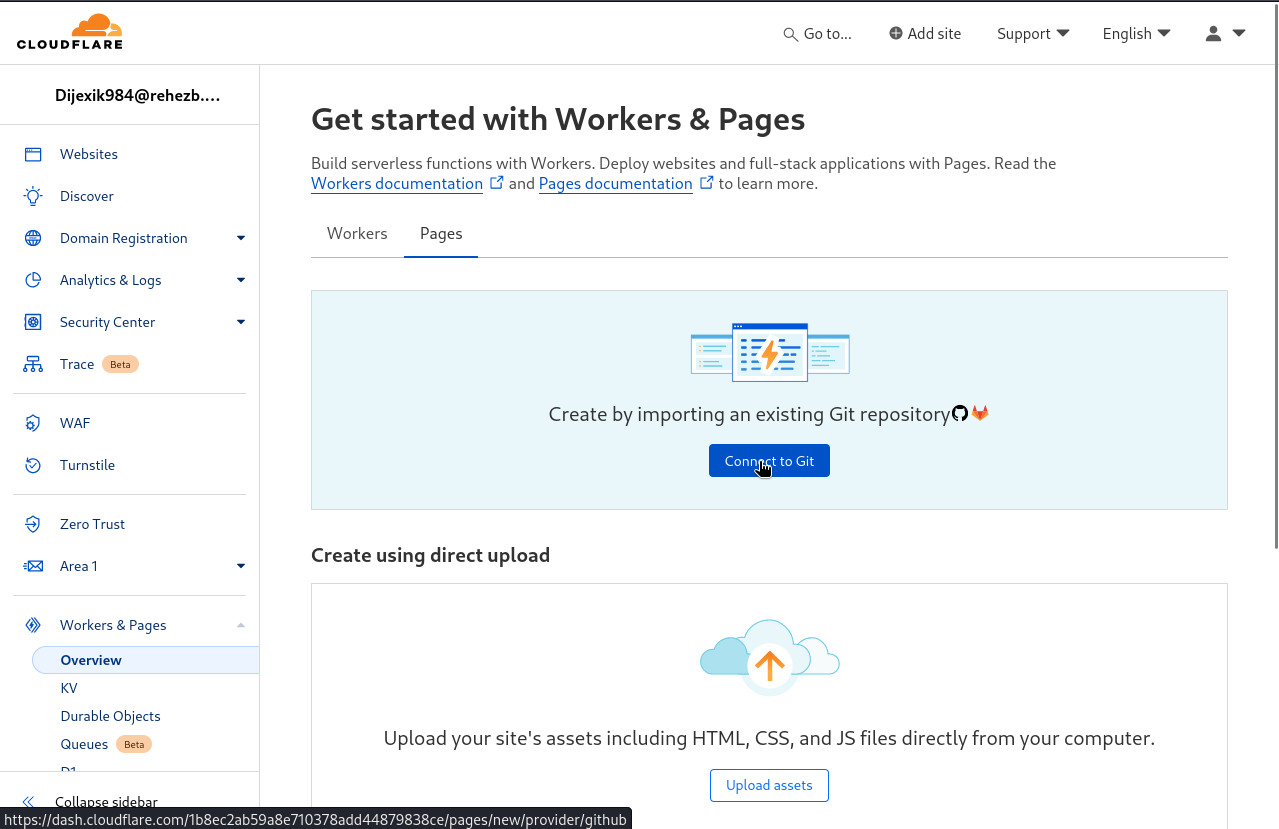 CLOUDFLARE
Go to...
Add site
Support
English
Dijexik984@rehezb....
Websites
Discover
Domain Registration
Analytics & Logs
Security Center
Trace Beta
WAF
Turnstile
Zero Trust
Area 1
Workers & Pages
Overview
KV
Durable Objects
Queues Beta
D1
Collapse sidebar
Get started with Workers & Pages
Build serverless functions with Workers. Deploy websites and full-stack applications with Pages. Read the
Workers documentation and Pages documentation to learn more.
Workers Pages
Create by importing an existing Git repository
Connect to Git
Create using direct upload
Upload your site's assets including HTML, CSS, and JS files directly from your computer.
Upload assets
https://dash.cloudflare.com/1b8ec2ab59a8e710378add44879838ce/pages/new/provider/github